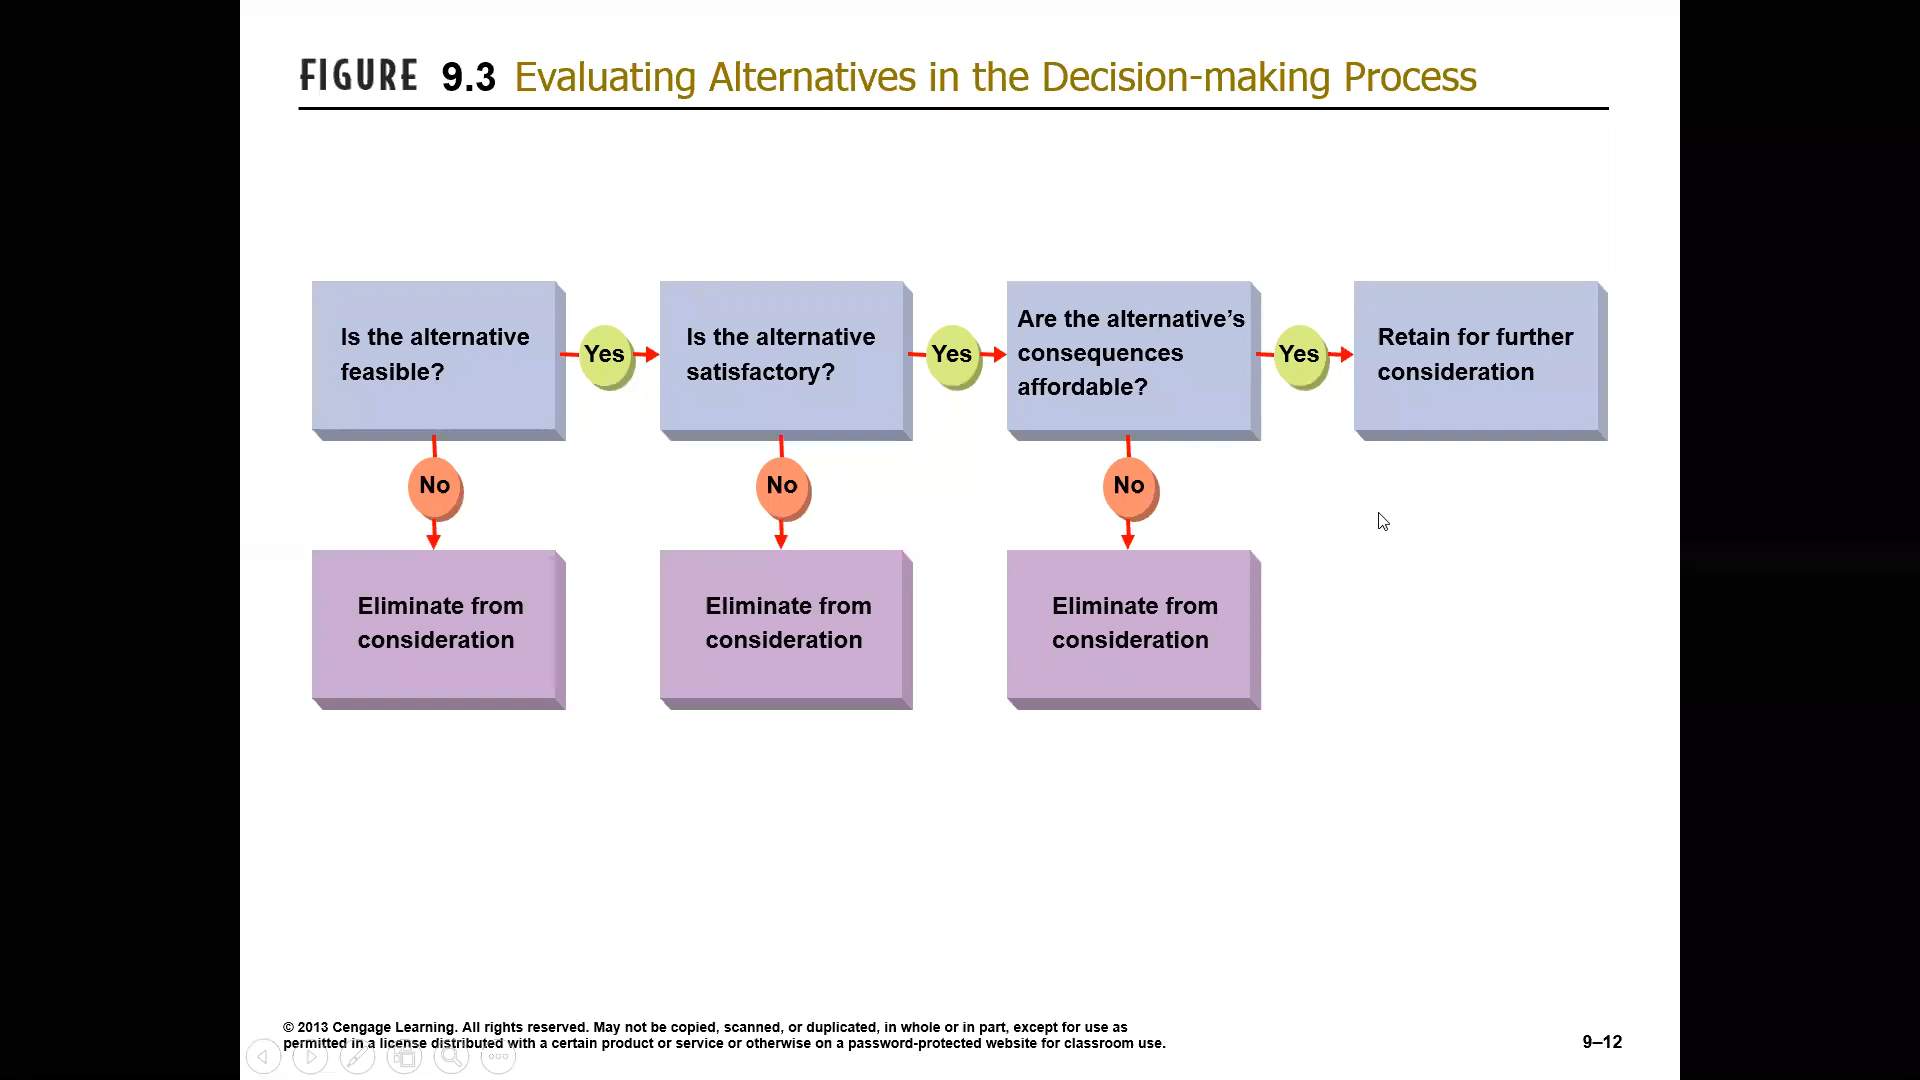 FIGURE 9.3 Evaluating Alternatives in the Decision-making Process
Is the alternative
feasible?
Yes
Is the alternative
satisfactory?
Yes
Are the alternative’s
consequences
affordable?
Yes
Retain for further
consideration
No
No
No
Eliminate from
consideration
Eliminate from
consideration
Eliminate from
consideration
© 2013 Cengage Learning. All rights reserved. May not be copied, scanned, or duplicated, in whole or in part, except for use as
permitted in a license distributed with a certain product or service or otherwise on a password-protected website for classroom use.
9–12